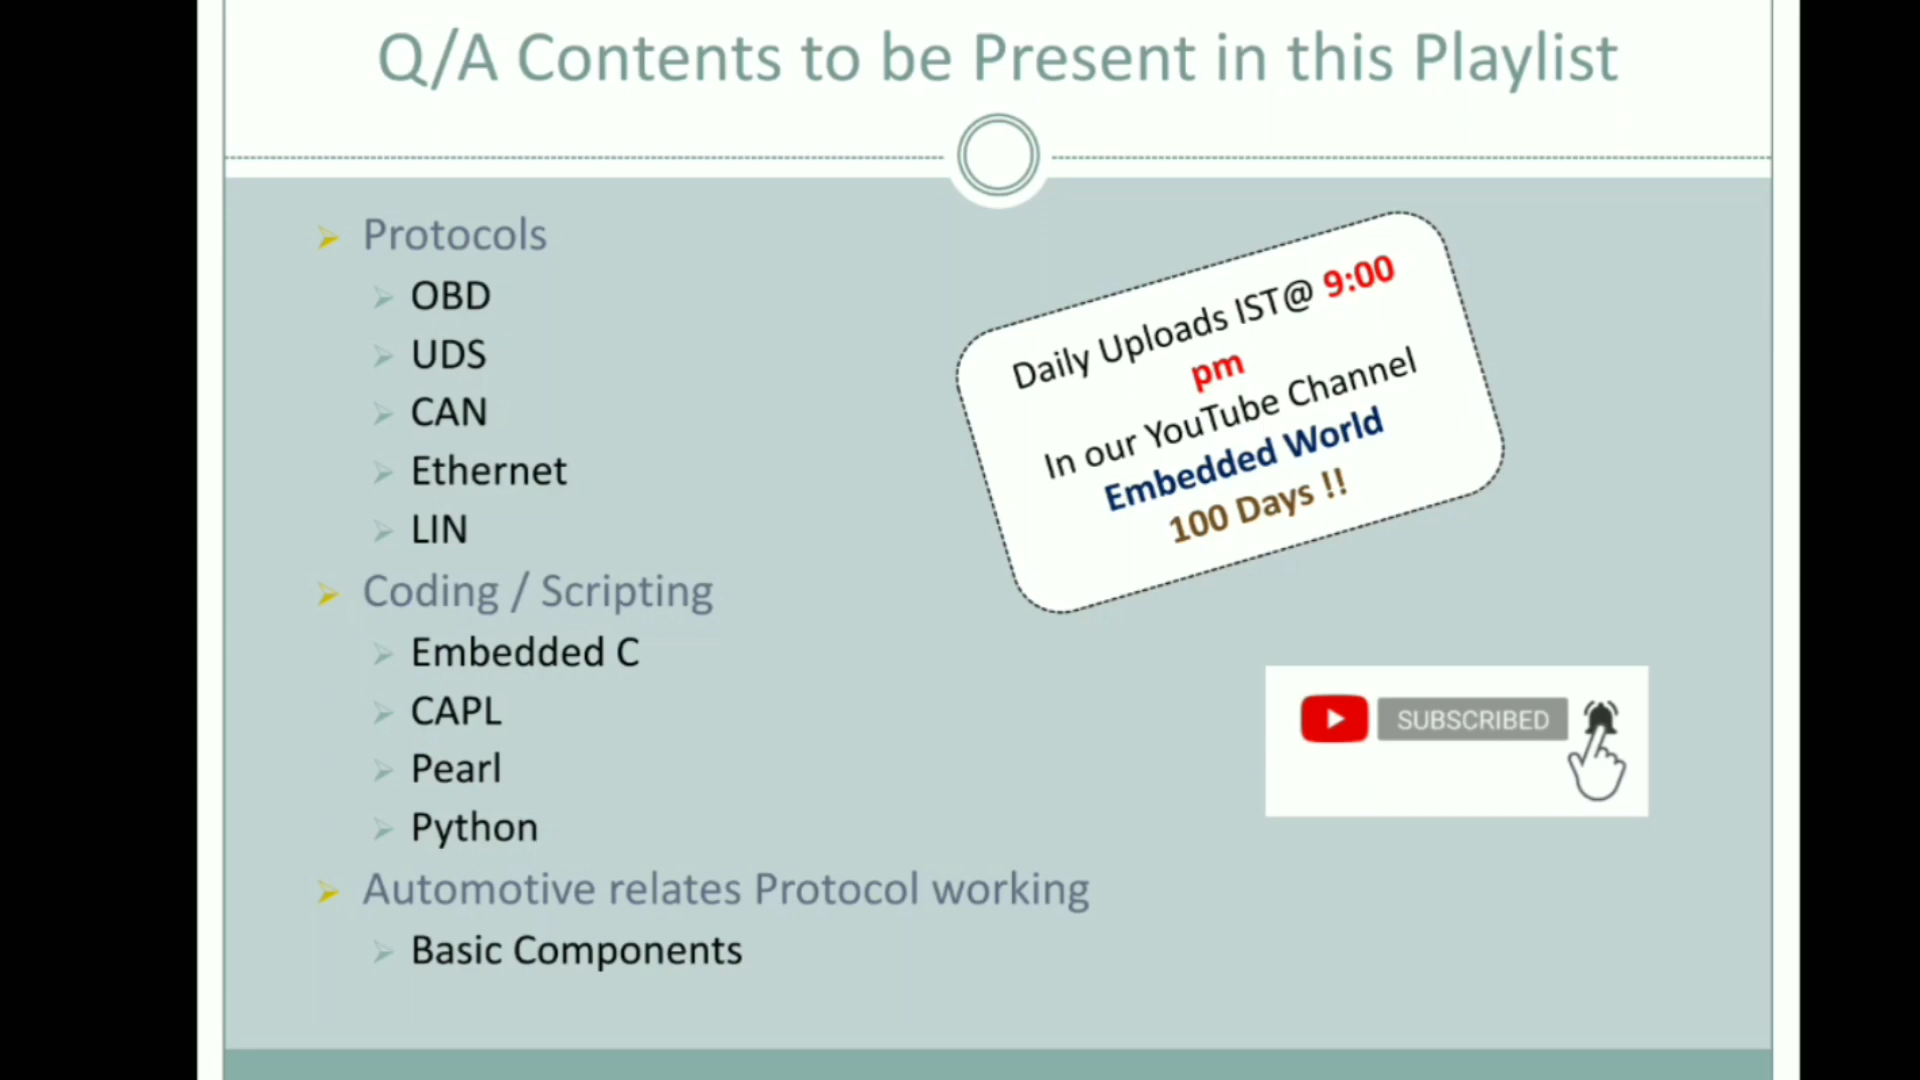 Q/A Contents to be Present in this Playlist
Protocols
OBD
UDS
CAN
Ethernet
LIN
Coding / Scripting
Embedded C
CAPL
Pearl
Python
Automotive relates Protocol working
Basic Components
Daily Uploads IST@ 9:00
pm
In our YouTube Channel
Embedded World
100 Days !!
SUBSCRIBED